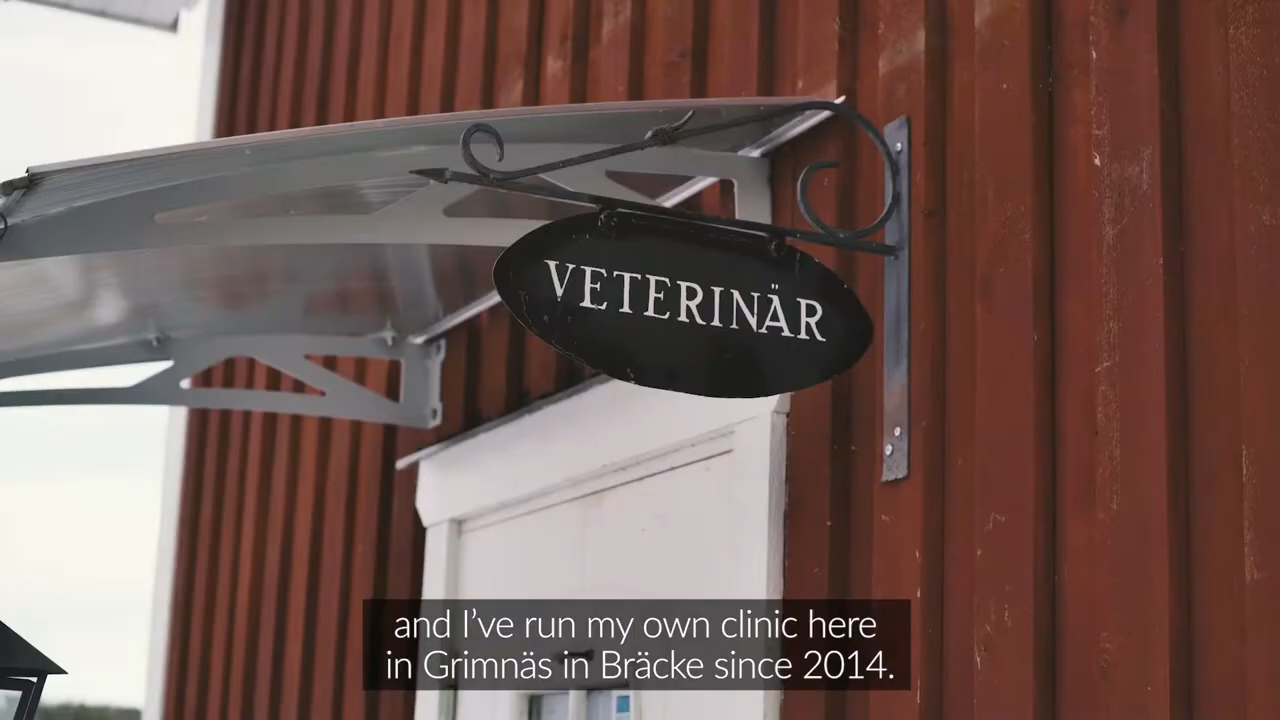 VETERINÄR
and I’ve run my own clinic here
in Grimnäs in Bräcke since 2014.